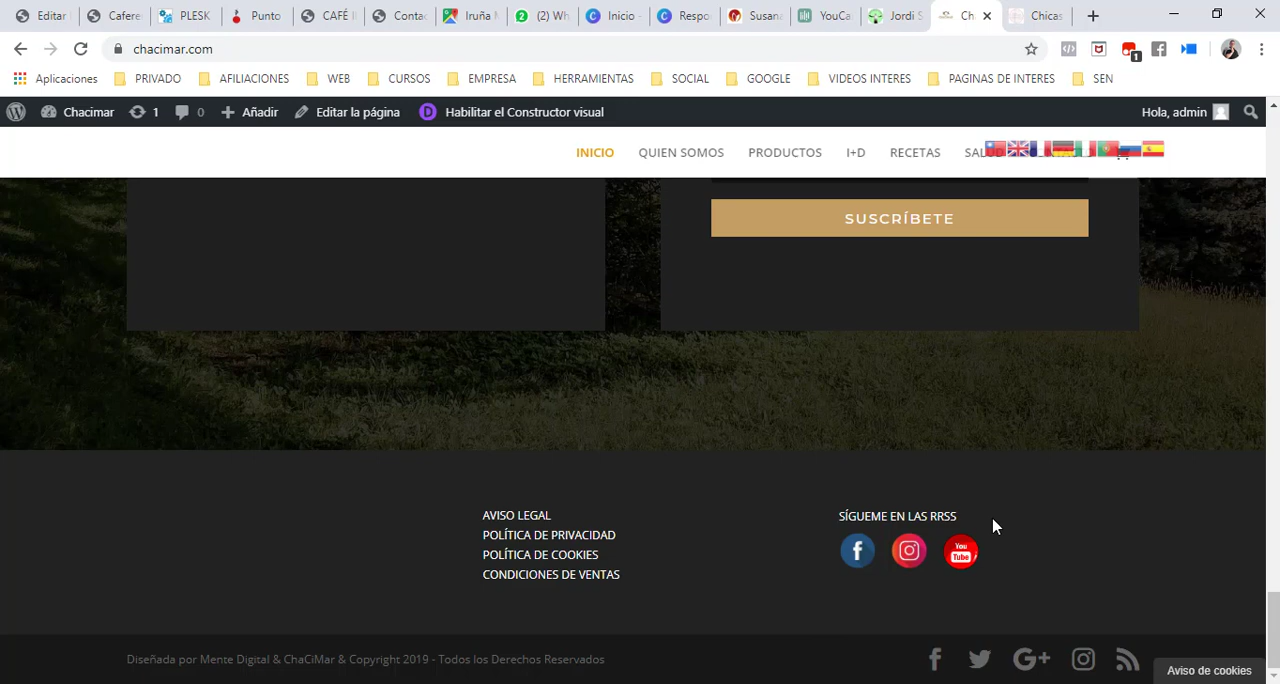 Editar
Cafere
PLESK
Punto
CAFÉ I
Conta
Iruña
(2) Wh
Inicio -
Respo
Susana
YouCa
Jordi S
Ch
Chicas
chacimar.com
Aplicaciones
PRIVADO
AFILIACIONES
WEB
CURSOS
EMPRESA
HERRAMIENTAS
SOCIAL
GOOGLE
VIDEOS INTERES
PAGINAS DE INTERES
SEN
Chacimar
1
0
Añadir
Editar la página
Habilitar el Constructor visual
Hola, admin
INICIO
QUIEN SOMOS
PRODUCTOS
I+D
RECETAS
SALUD
SUSCRÍBETE
AVISO LEGAL
POLÍTICA DE PRIVACIDAD
POLÍTICA DE COOKIES
CONDICIONES DE VENTAS
SÍGUEME EN LAS RRSS
You
Tube
Diseñada por Mente Digital & ChaCiMar & Copyright 2019 - Todos los Derechos Reservados
Aviso de cookies